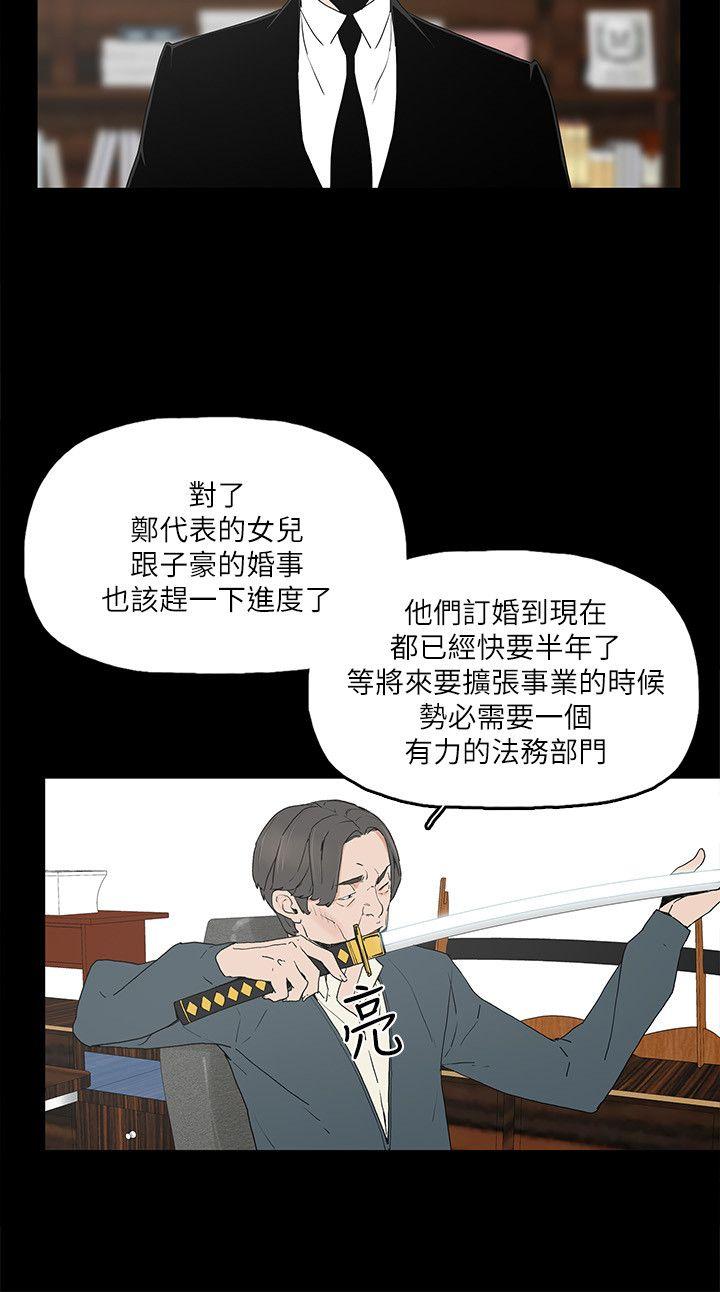 對了
鄭代表的女兒
跟子豪的婚事
也該趕一下進度了
他們訂婚到現在
都已經快要半年了
等將來要擴張事業的時候
勢必需要一個
有力的法務部門
亮